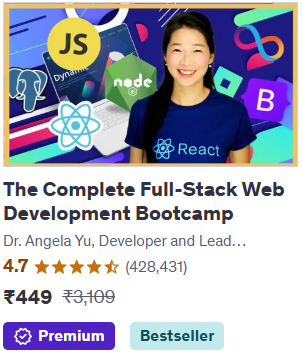 JS
Dynamic
node
JS
B
React
The Complete Full-Stack Web
Development Bootcamp
Dr. Angela Yu, Developer and Lead…
4.7 (428,431)
₹449 ₹3,109
Premium
Bestseller